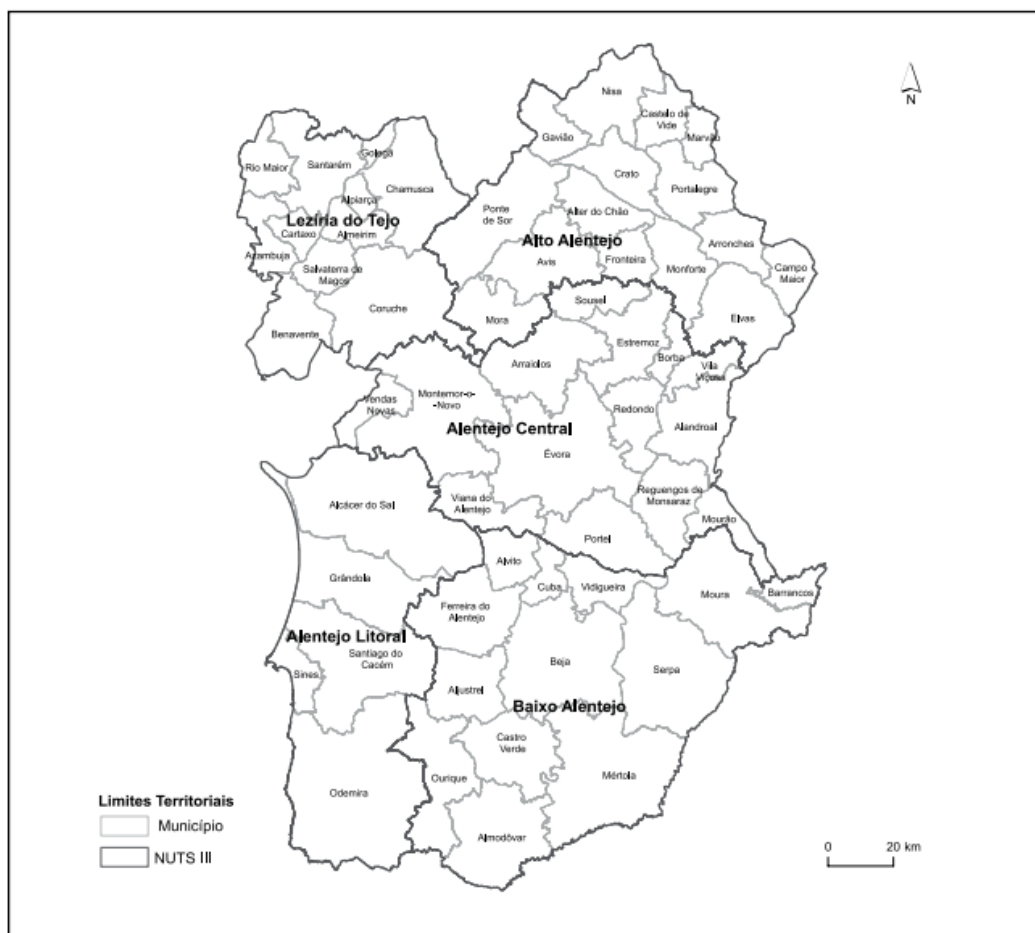 N
Nisa
Castelo de
Vide
Marvão
Gavião
Golegã
Rio Maior
Santarém
Chamusca
Crato
Portalegre
Alpiarça
Ponte
de Sor
Alter do Chão
Lezíria do Tejo
Cartaxo
Almeirim
Alto Alentejo
Arronches
Azambuja
Avis
Fronteira
Monforte
Campo
Maior
Salvaterra de
Magos
Coruche
Sousel
Mora
Elvas
Benavente
Estremoz
Arraiolos
Borba
Vila
Viçosa
Vendas
Novas
Montemor-o-
-Novo
Redondo
Alandroal
Alentejo Central
Évora
Alcácer do Sal
Viana do
Alentejo
Reguengos de
Monsaraz
Mourão
Portel
Alvito
Grândola
Cuba
Vidigueira
Moura
Barrancos
Ferreira do
Alentejo
Alentejo Litoral
Santiago do
Cacém
Beja
Serpa
Sines
Aljustrel
Baixo Alentejo
Castro
Verde
Ourique
Mértola
Odemira
Almodôvar
Limites Territoriais
Município
NUTS III
0 20 km